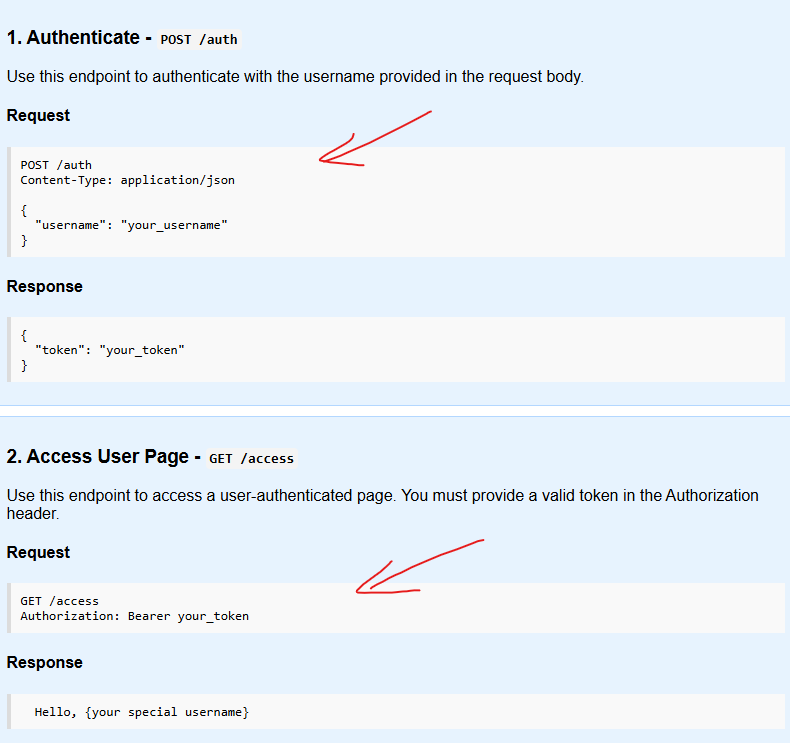 1. Authenticate - POST /auth
Use this endpoint to authenticate with the username provided in the request body.
Request
POST /auth
Content-Type: application/json
{
"username": "your_username"
}
Response
{
"token": "your_token"
}
2. Access User Page - GET /access
Use this endpoint to access a user-authenticated page. You must provide a valid token in the Authorization
header.
Request
GET /access
Authorization: Bearer your_token
Response
Hello, {your special username}